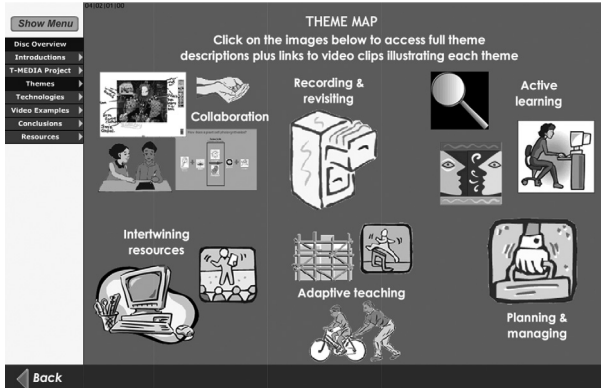 04|02|01|00
Show Menu
Disc Overview
Introductions
T-MEDIA Project
Themes
Technologies
Video Examples
Conclusions
Resources
THEME MAP
Click on the images below to access full theme
descriptions plus links to video clips illustrating each theme
Collaboration
Recording &
revisiting
Active
learning
Intertwining
resources
Adaptive teaching
Planning &
managing
Back